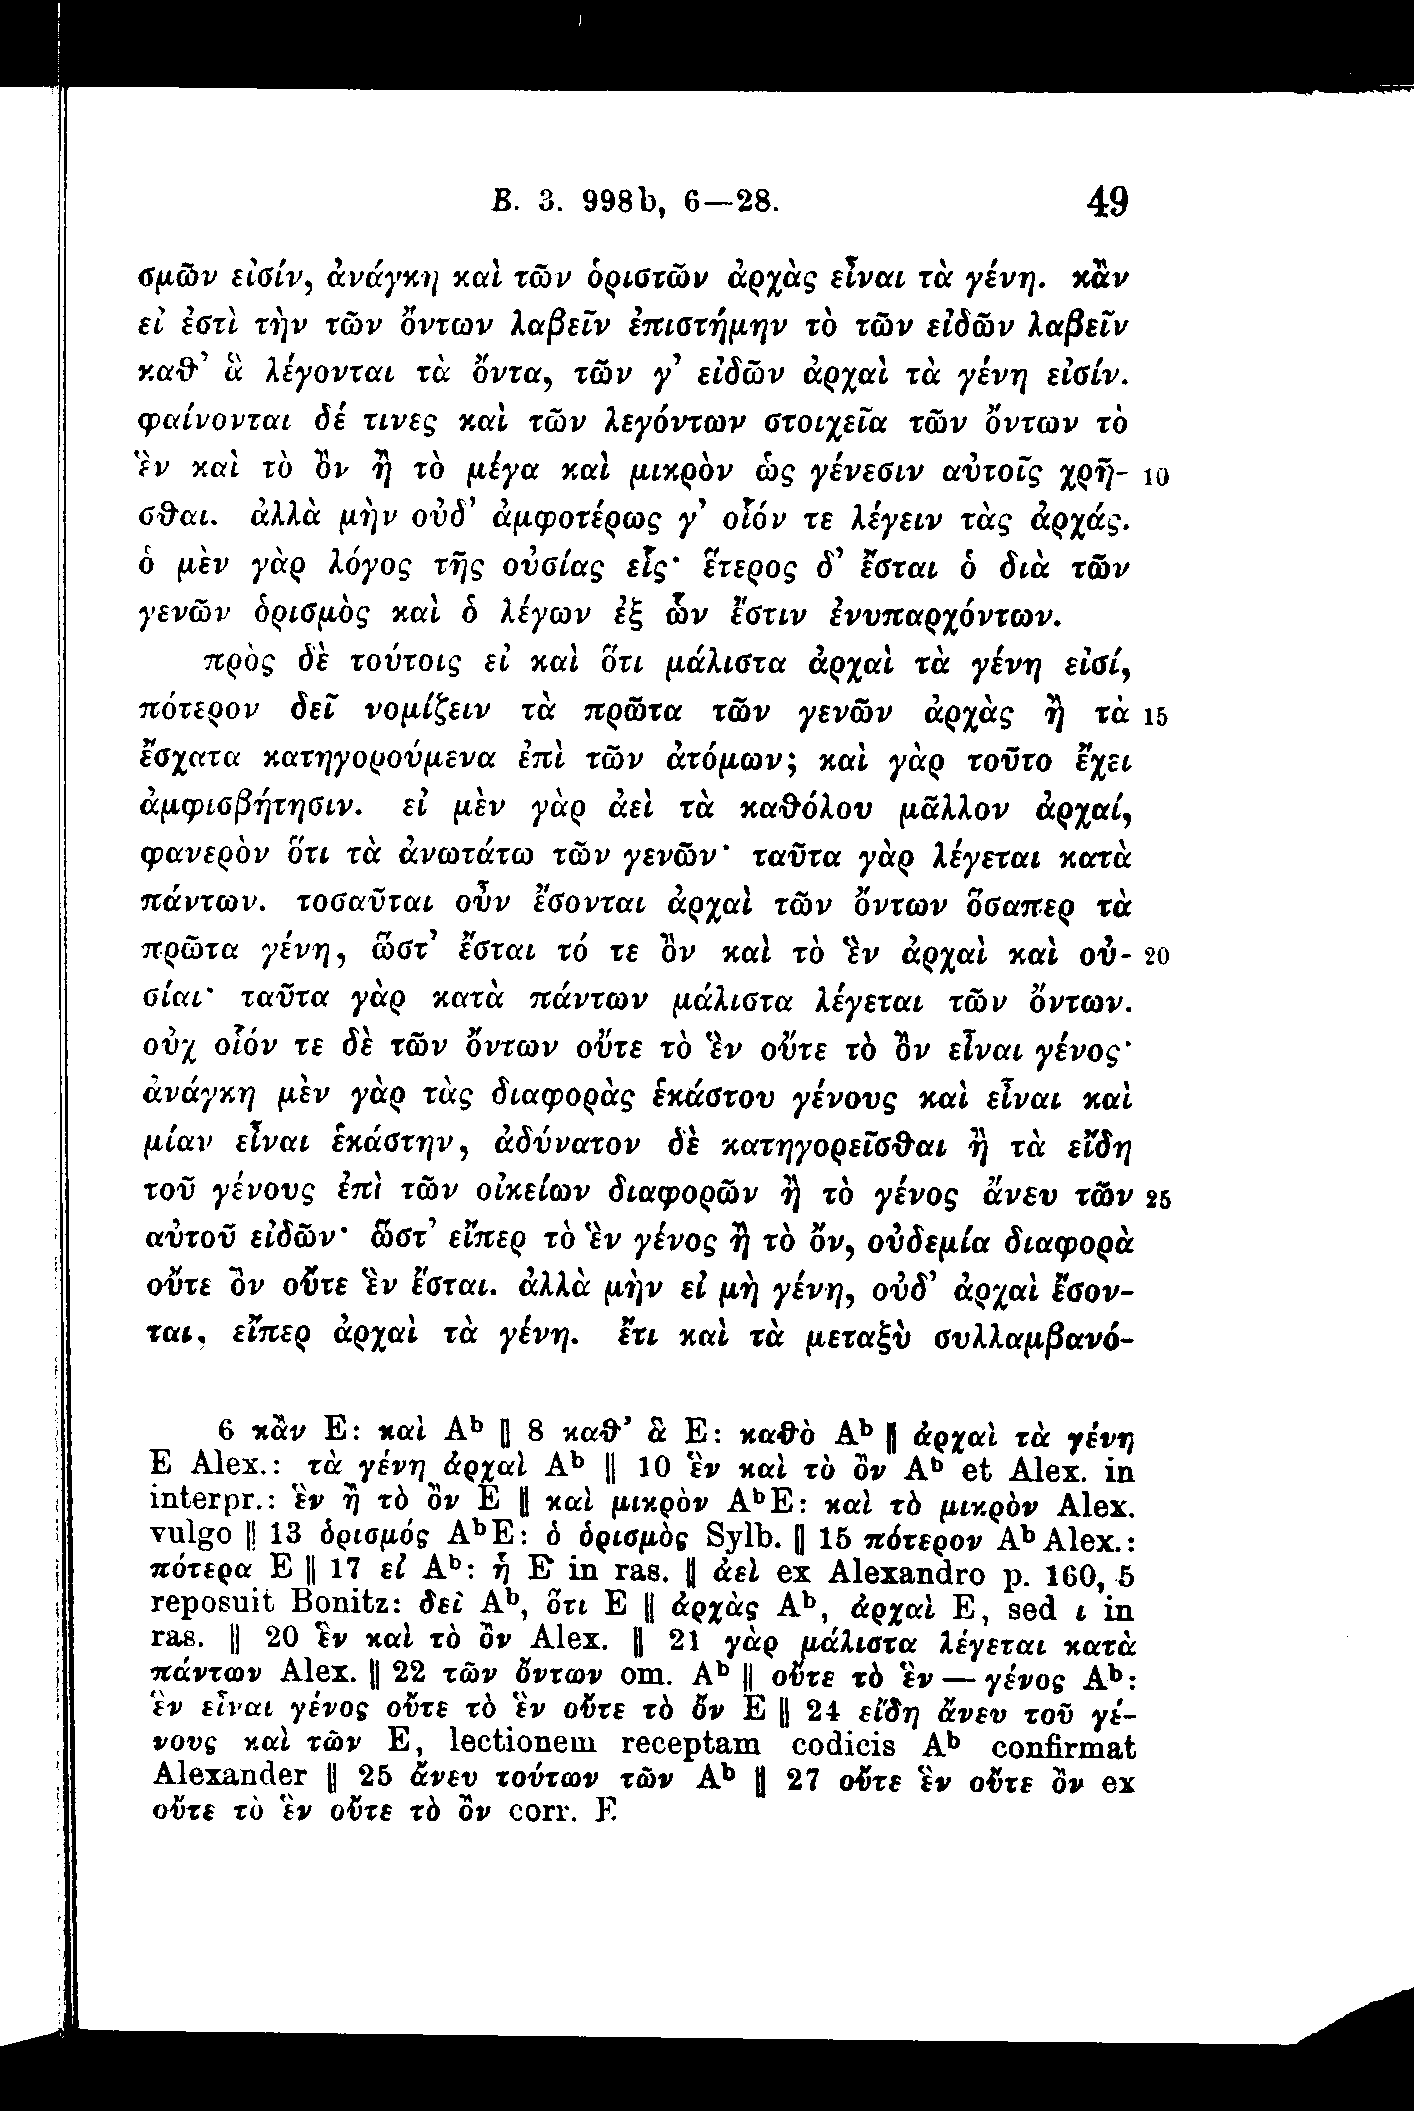 B. 3. 998b, 6—28. 49
σμῶν εἰσίν, ἀνάγκη καὶ τῶν ὁριστῶν ἀρχὰς εἶναι τὰ γένη. κἂν
εἰ ἐστὶ τὴν τῶν ὄντων λαβεῖν ἐπιστήμην τὸ τῶν εἰδῶν λαβεῖν
καθ’ ἃ λέγονται τὰ ὄντα, τῶν γ’ εἰδῶν ἀρχαὶ τὰ γένη εἰσίν.
φαίνονται δέ τινες καὶ τῶν λεγόντων στοιχεῖα τῶν ὄντων τὸ
ἓν καὶ τὸ ὂν ἢ τὸ μέγα καὶ μικρὸν ὡς γένεσιν αὐτοῖς χρῆ- 10
σθαι. ἀλλὰ μὴν οὐδ’ ἀμφοτέρως γ’ οἷόν τε λέγειν τὰς ἀρχάς.
ὁ μὲν γὰρ λόγος τῆς οὐσίας εἷς· ἕτερος δ’ ἔσται ὁ διὰ τῶν
γενῶν ὁρισμὸς καὶ ὁ λέγων ἐξ ὧν ἔστιν ἐνυπαρχόντων.
πρὸς δὲ τούτοις εἰ καὶ ὅτι μάλιστα ἀρχαὶ τὰ γένη εἰσί,
πότερον δεῖ νομίζειν τὰ πρῶτα τῶν γενῶν ἀρχὰς ἢ τὰ 15
ἔσχατα κατηγορούμενα ἐπὶ τῶν ἀτόμων; καὶ γὰρ τοῦτο ἔχει
ἀμφισβήτησιν. εἰ μὲν γὰρ ἀεὶ τὰ καθόλου μᾶλλον ἀρχαί,
φανερὸν ὅτι τὰ ἀνωτάτω τῶν γενῶν· ταῦτα γὰρ λέγεται κατὰ
πάντων. τοσαῦται οὖν ἔσονται ἀρχαὶ τῶν ὄντων ὅσαπερ τὰ
πρῶτα γένη, ὥστ’ ἔσται τό τε ὂν καὶ τὸ ἓν ἀρχαὶ καὶ οὐ- 20
σίαι· ταῦτα γὰρ κατὰ πάντων μάλιστα λέγεται τῶν ὄντων.
οὐχ οἷόν τε δὲ τῶν ὄντων οὔτε τὸ ἓν οὔτε τὸ ὂν εἶναι γένος·
ἀνάγκη μὲν γὰρ τὰς διαφορὰς ἑκάστου γένους καὶ εἶναι καὶ
μίαν εἶναι ἑκάστην, ἀδύνατον δὲ κατηγορεῖσθαι ἢ τὰ εἴδη
τοῦ γένους ἐπὶ τῶν οἰκείων διαφορῶν ἢ τὸ γένος ἄνευ τῶν 25
αὐτοῦ εἰδῶν· ὥστ’ εἴπερ τὸ ἓν γένος ἢ τὸ ὄν, οὐδεμία διαφορὰ
οὔτε ὂν οὔτε ἓν ἔσται. ἀλλὰ μὴν εἰ μὴ γένη, οὐδ’ ἀρχαὶ ἔσον-
ται, εἴπερ ἀρχαὶ τὰ γένη. ἔτι καὶ τὰ μεταξὺ συλλαμβανό-
6 κἂν E: καὶ Aᵇ ‖ 8 καθ’ ἃ E: καθὸ Aᵇ ‖ ἀρχαὶ τὰ γένη
E Alex.: τὰ γένη ἀρχαὶ Aᵇ ‖ 10 ἓν καὶ τὸ ὂν Aᵇ et Alex. in
interpr.: ἓν ἢ τὸ ὂν E ‖ καὶ μικρὸν AᵇE: καὶ τὸ μικρὸν Alex.
vulgo ‖ 13 ὁρισμός AᵇE: ὁ ὁρισμὸς Sylb. ‖ 15 πότερον Aᵇ Alex.:
πότερα E ‖ 17 εἰ Aᵇ: ἢ E in ras. ‖ ἀεὶ ex Alexandro p. 160, 5
reposuit Bonitz: δεῖ Aᵇ, ὅτι E ‖ ἀρχὰς Aᵇ, ἀρχαὶ E, sed ι in
ras. ‖ 20 ἓν καὶ τὸ ὂν Alex. ‖ 21 γὰρ μάλιστα λέγεται κατὰ
πάντων Alex. ‖ 22 τῶν ὄντων om. Aᵇ ‖ οὔτε τὸ ἓν — γένος Aᵇ:
ἓν εἶναι γένος οὔτε τὸ ἓν οὔτε τὸ ὂν E ‖ 24 εἴδη ἄνευ τοῦ γέ-
νους καὶ τῶν E, lectionem receptam codicis Aᵇ confirmat
Alexander ‖ 25 ἄνευ τούτων τῶν Aᵇ ‖ 27 οὔτε ἓν οὔτε ὂν ex
οὔτε τὸ ἓν οὔτε τὸ ὂν corr. E